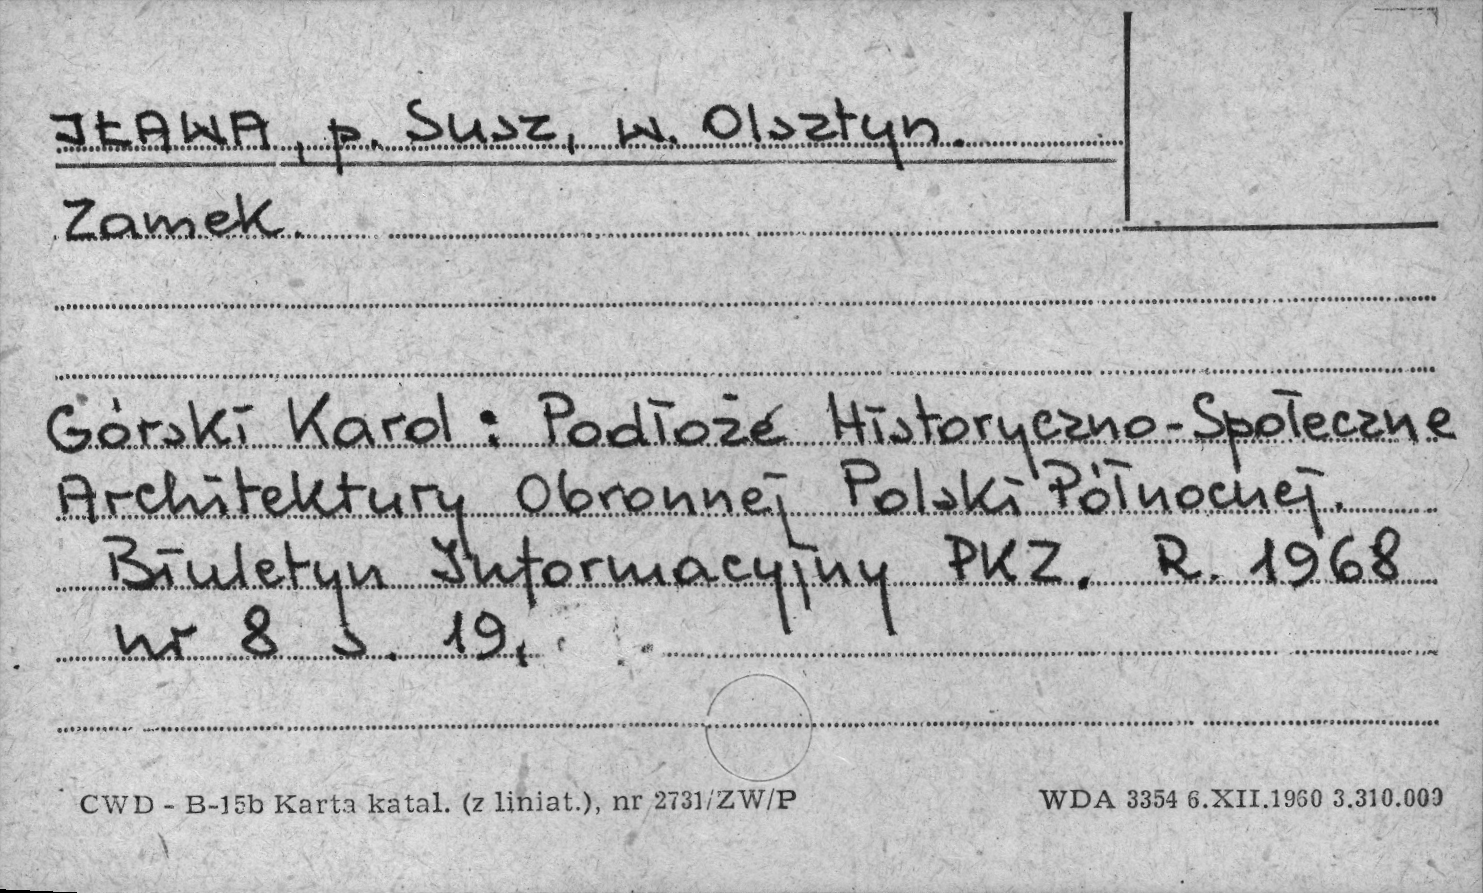 IŁAWA, p. Susz, w. Olsztyn.
Zamek.
Górski Karol: Podłoże Historyczno-Społeczne
Architektury Obronnej Polski Północnej.
Biuletyn Informacyjny PKZ. R. 1968
nr 8 s. 19.
CWD - B-15b Karta katal. (z liniat.), nr 2731/ZW/P
WDA 3354 6.XII.1960 3.310.000